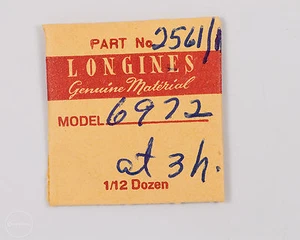 PART No. 2561/1
LONGINES
Genuine Material
MODEL 6972
at 3h.
1/12 Dozen